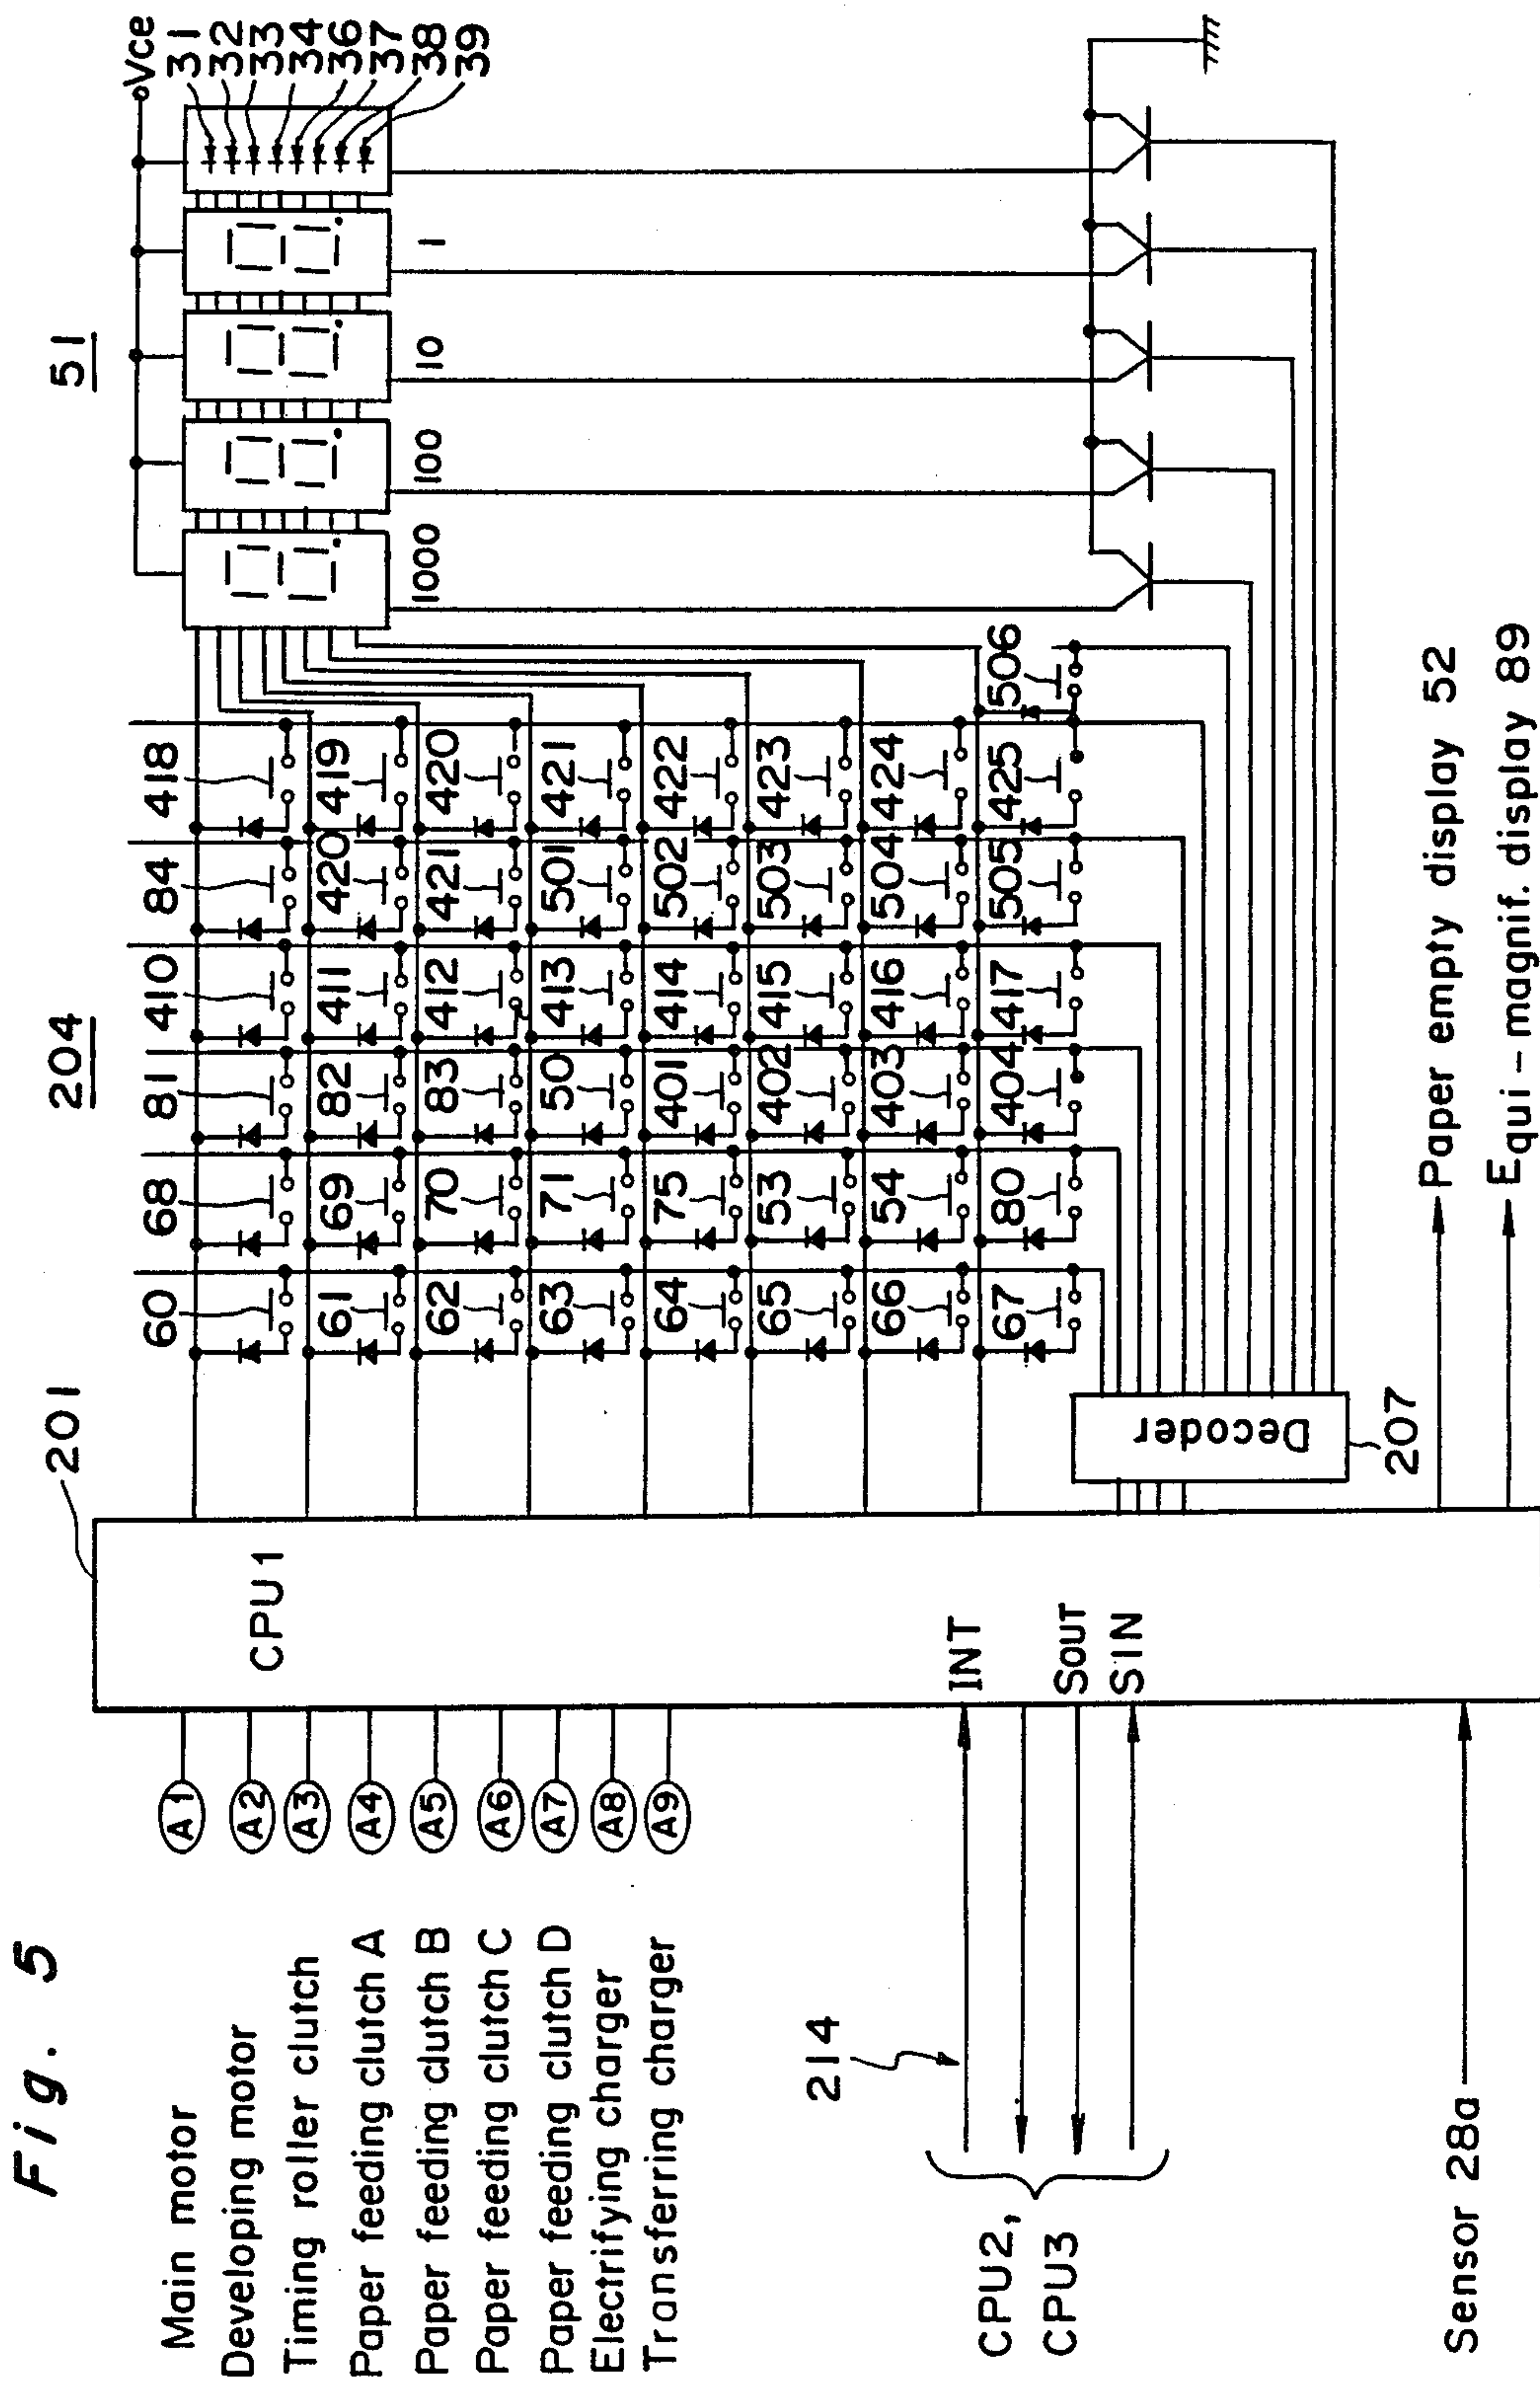 Fig. 5
Main motor
Developing motor
Timing roller clutch
Paper feeding clutch A
Paper feeding clutch B
Paper feeding clutch C
Paper feeding clutch D
Electrifying charger
Transferring charger
A1
A2
A3
A4
A5
A6
A7
A8
A9
214
CPU2,
CPU3
INT
SOUT
SIN
Sensor 28a
201
CPU1
204
60 68 81 410 84 418
61 69 82 411 420 419
62 70 83 412 421 420
63 71 50 413 501 421
64 75 401 414 502 422
65 53 402 415 503 423
66 54 403 416 504 424
67 80 404 417 505 425 506
Decoder
207
51
Vce
31
32
33
34
36
37
38
39
1000 100 10 1
Paper empty display 52
Equi-magnif. display 89